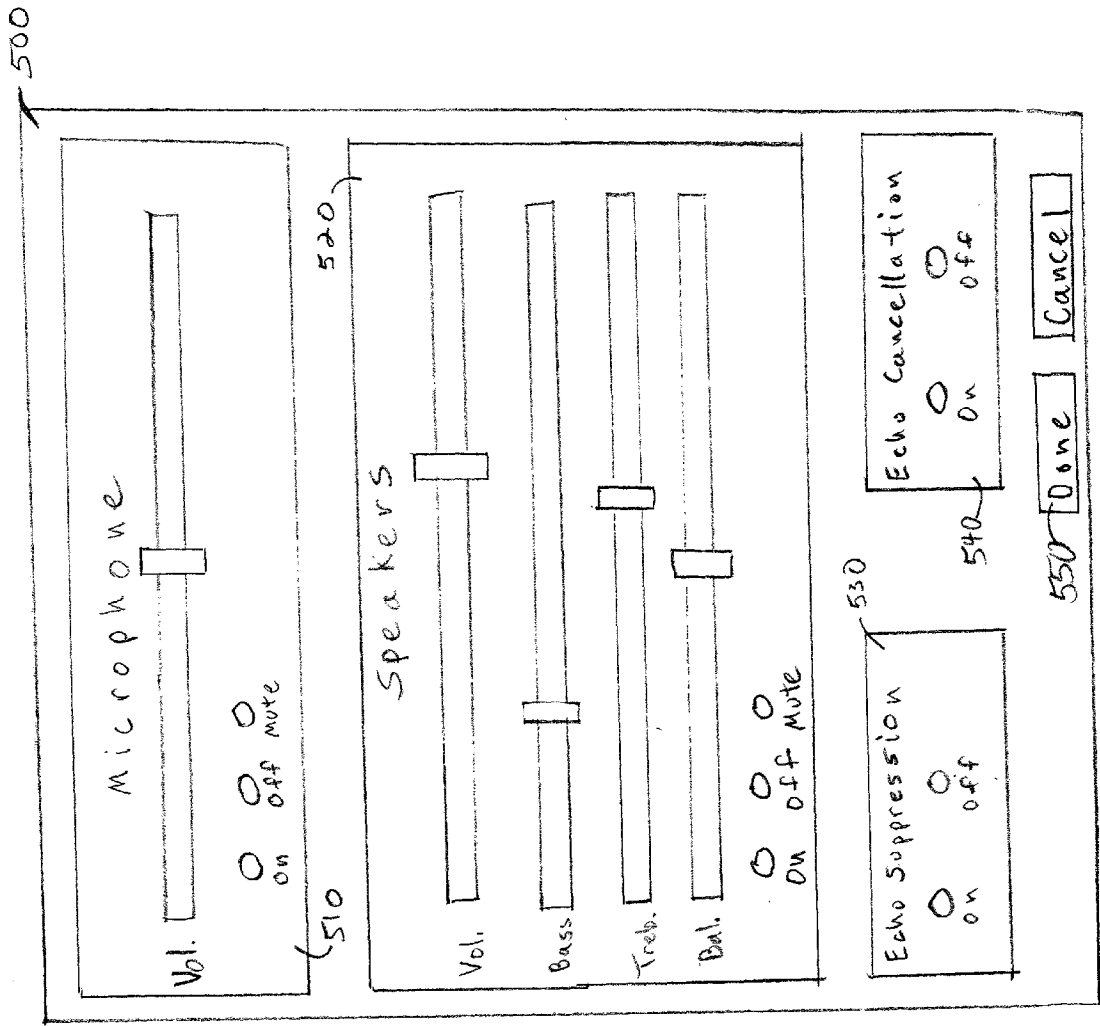 500
Microphone
Vol.
On Off Mute
510
520
Speakers
Vol.
Bass
Treb.
Bal.
On Off Mute
530
Echo Suppression
On Off
Echo Cancellation
On Off
540
550
Done
Cancel